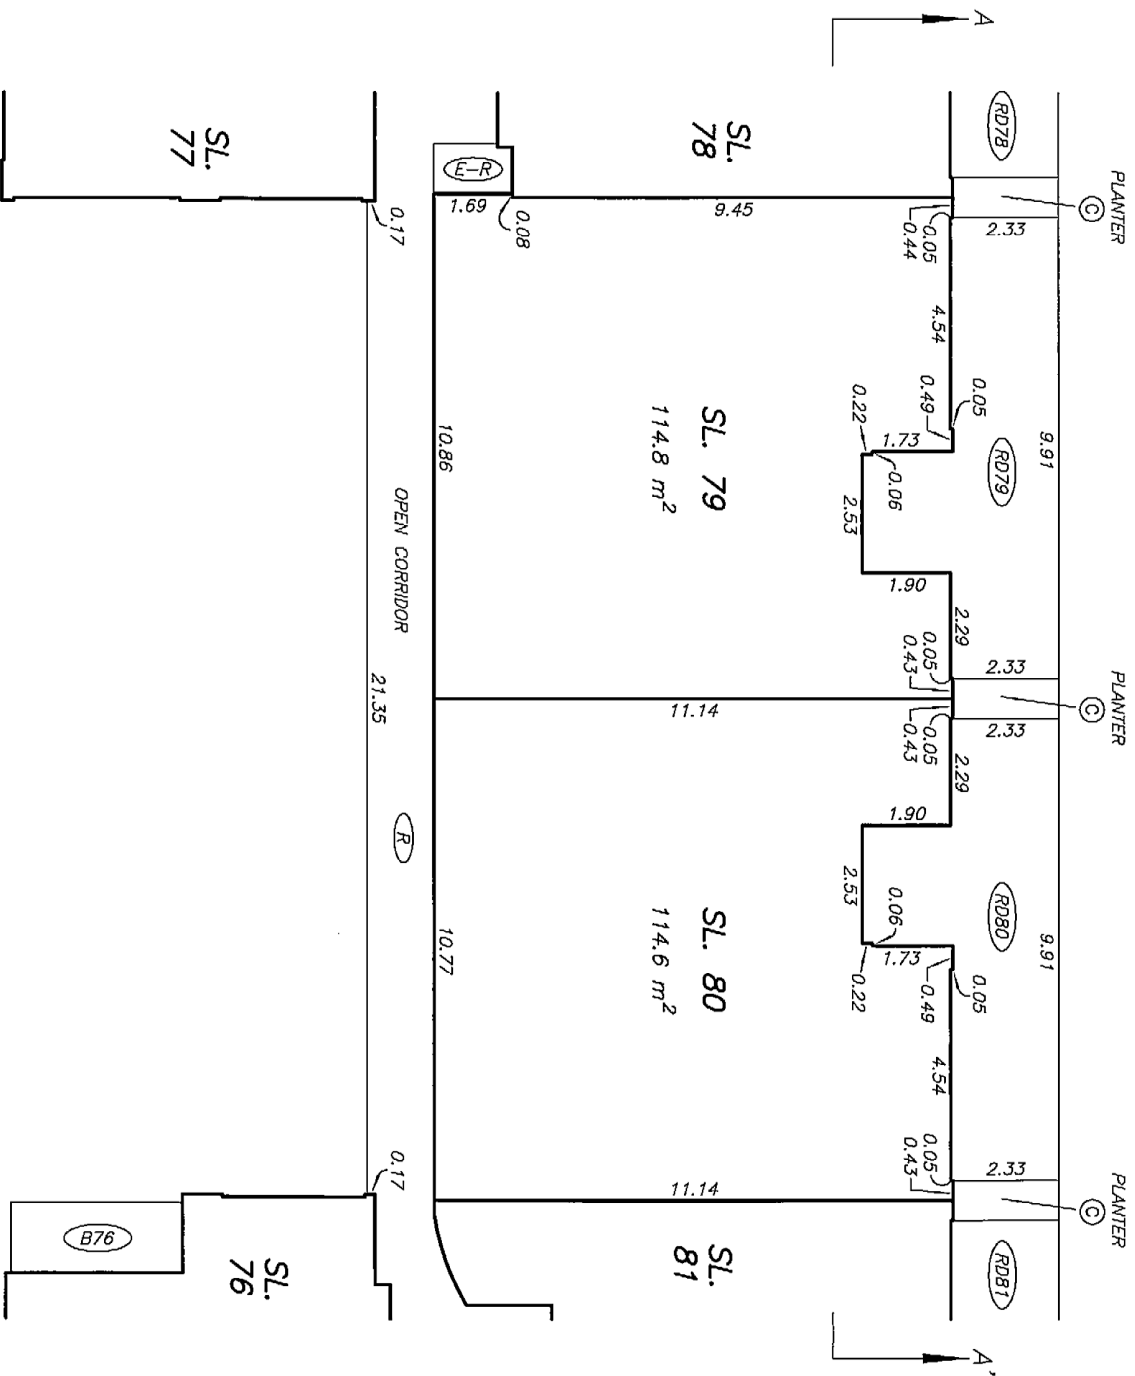 A
A'
PLANTER
PLANTER
PLANTER
C
C
C
RD78
RD79
RD80
RD81
2.33
9.91
2.33
2.33
9.91
2.33
0.05
0.44
4.54
0.49
0.05
1.73
0.22
0.06
2.53
1.90
2.29
0.05
0.43
0.05
0.43
2.29
1.90
2.53
0.06
0.22
1.73
0.49
0.05
4.54
0.05
0.43
SL.
78
9.45
SL. 79
114.8 m²
11.14
SL. 80
114.6 m²
11.14
SL.
81
E-R
1.69
0.08
10.86
10.77
OPEN CORRIDOR
R
0.17
21.35
0.17
SL.
77
SL.
76
B76